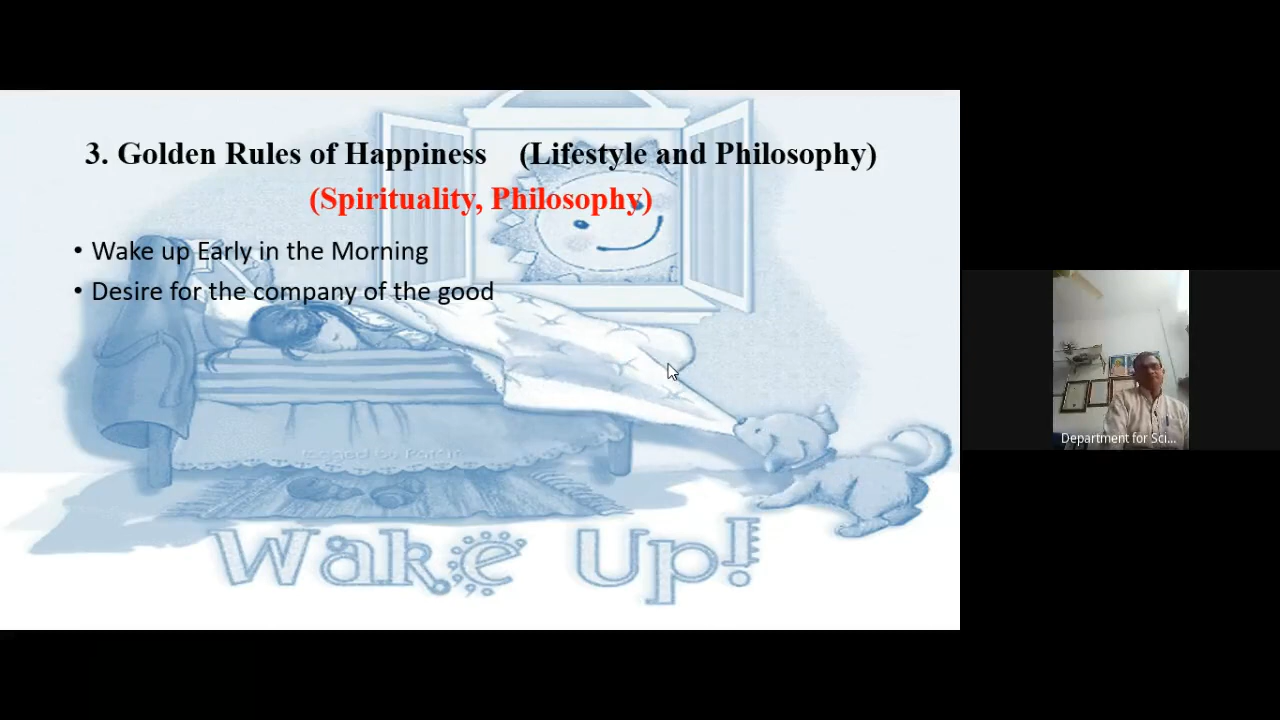 3. Golden Rules of Happiness (Lifestyle and Philosophy)
(Spirituality, Philosophy)
• Wake up Early in the Morning
• Desire for the company of the good
Wake Up!
Department for Sci...